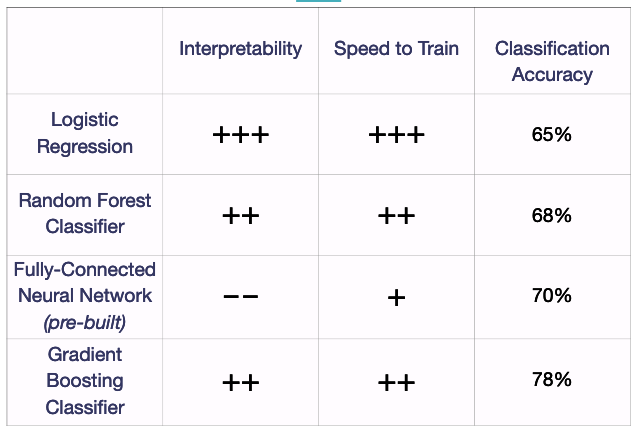 Interpretability Speed to Train Classification
Accuracy
Logistic
Regression +++ +++ 65%
Random Forest
Classifier ++ ++ 68%
Fully-Connected
Neural Network
(pre-built) −− + 70%
Gradient
Boosting
Classifier ++ ++ 78%